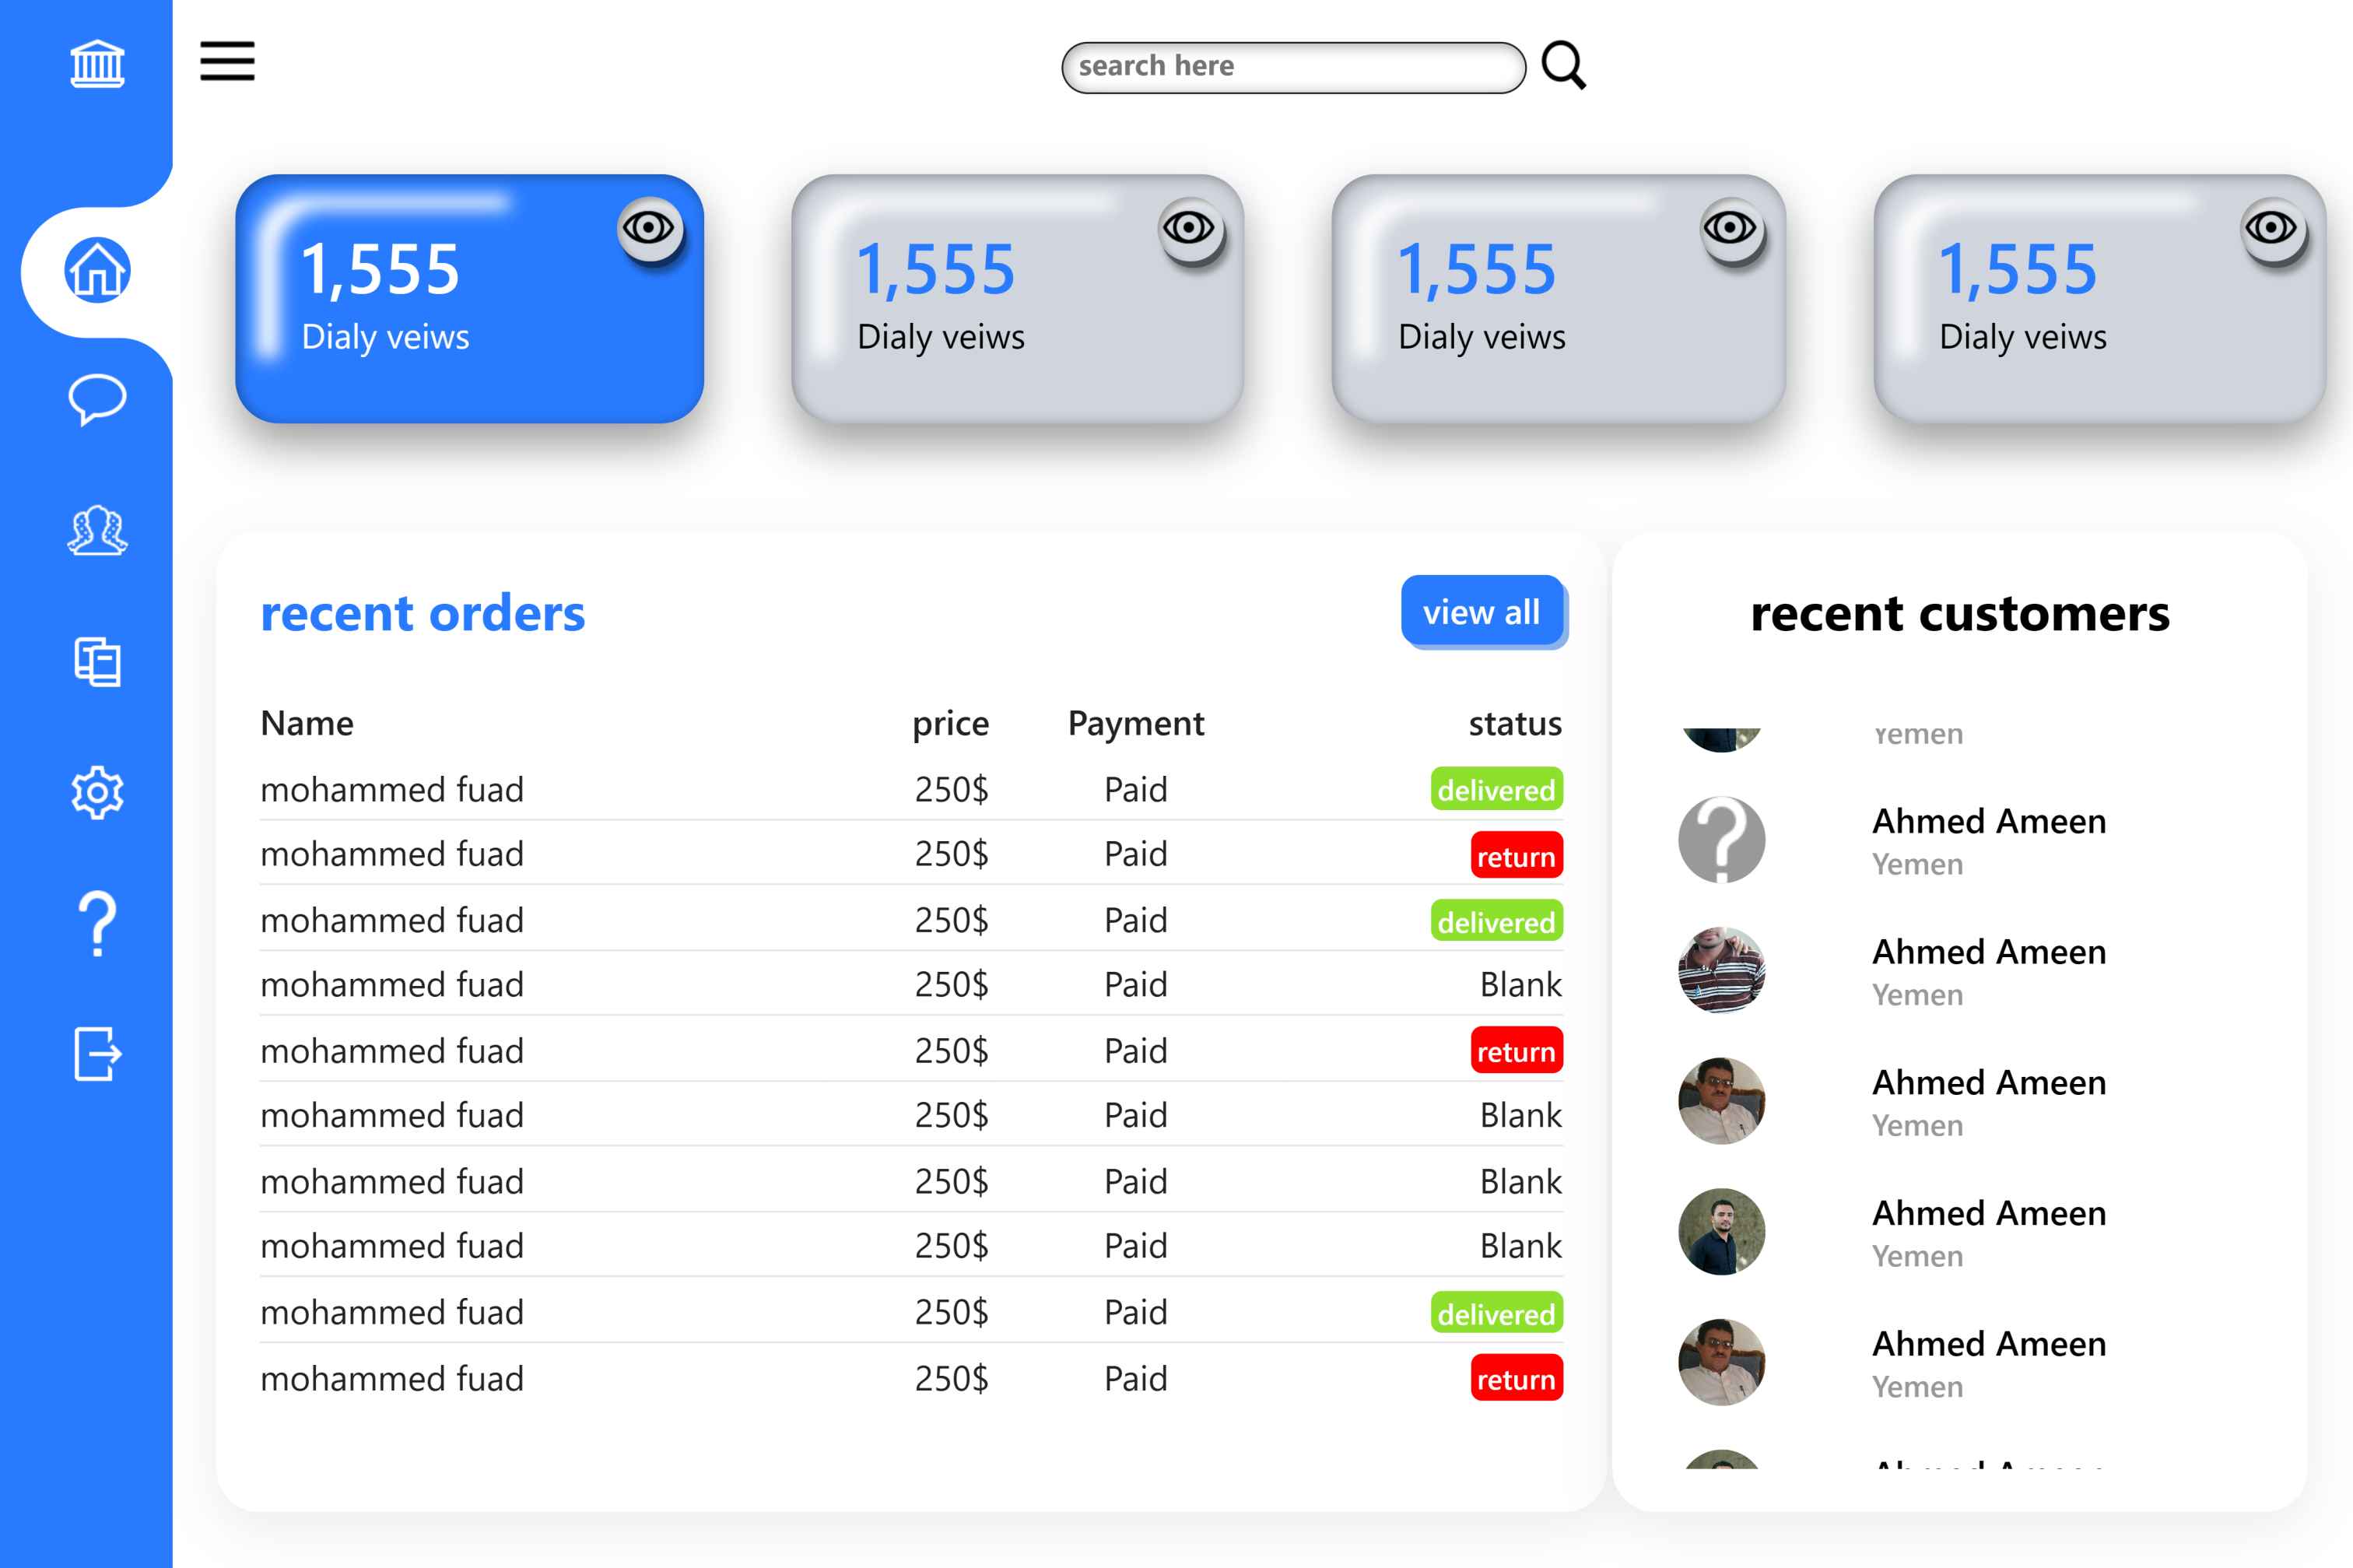 search here
1,555
Dialy veiws
1,555
Dialy veiws
1,555
Dialy veiws
1,555
Dialy veiws
recent orders
view all
Name price Payment status
mohammed fuad 250$ Paid delivered
mohammed fuad 250$ Paid return
mohammed fuad 250$ Paid delivered
mohammed fuad 250$ Paid Blank
mohammed fuad 250$ Paid return
mohammed fuad 250$ Paid Blank
mohammed fuad 250$ Paid Blank
mohammed fuad 250$ Paid Blank
mohammed fuad 250$ Paid delivered
mohammed fuad 250$ Paid return
recent customers
Yemen
Ahmed Ameen
Yemen
Ahmed Ameen
Yemen
Ahmed Ameen
Yemen
Ahmed Ameen
Yemen
Ahmed Ameen
Yemen